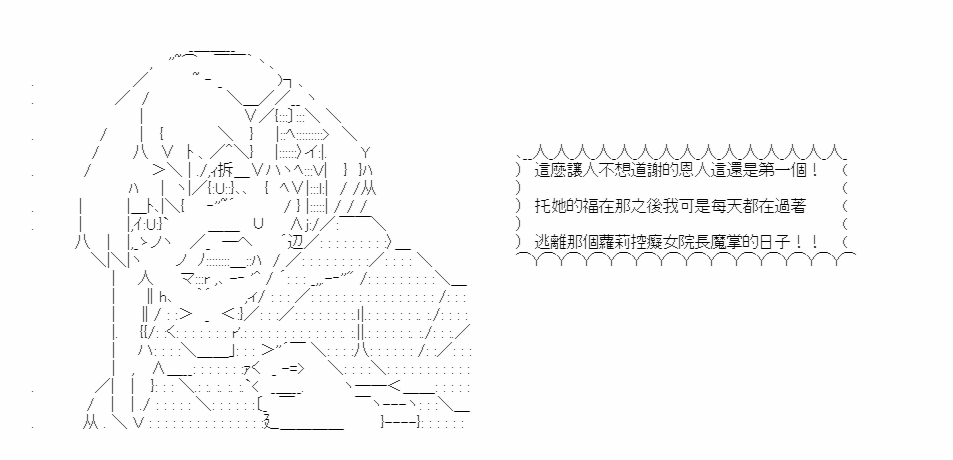 這麼讓人不想道謝的恩人這還是第一個！
托她的福在那之後我可是每天都在過著
逃離那個蘿莉控癡女院長魔掌的日子！！